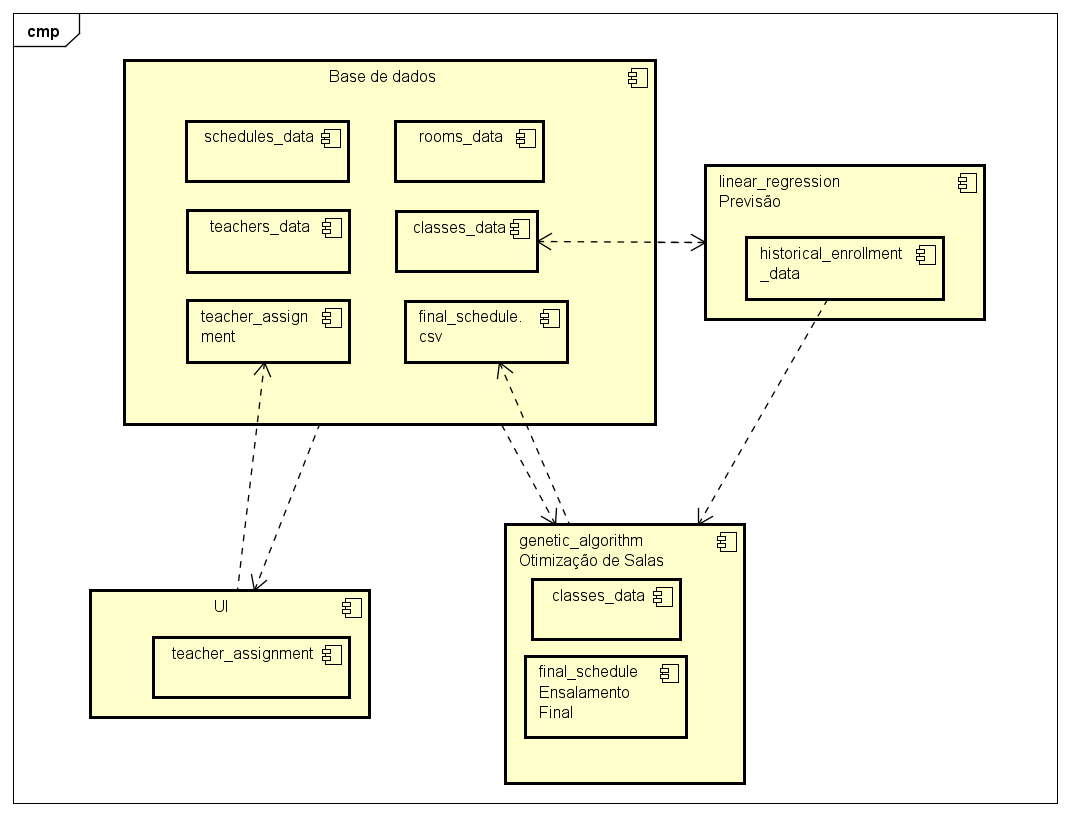 cmp
Base de dados
schedules_data
rooms_data
teachers_data
classes_data
teacher_assign
ment
final_schedule.
csv
linear_regression
Previsão
historical_enrollment
_data
UI
teacher_assignment
genetic_algorithm
Otimização de Salas
classes_data
final_schedule
Ensalamento
Final